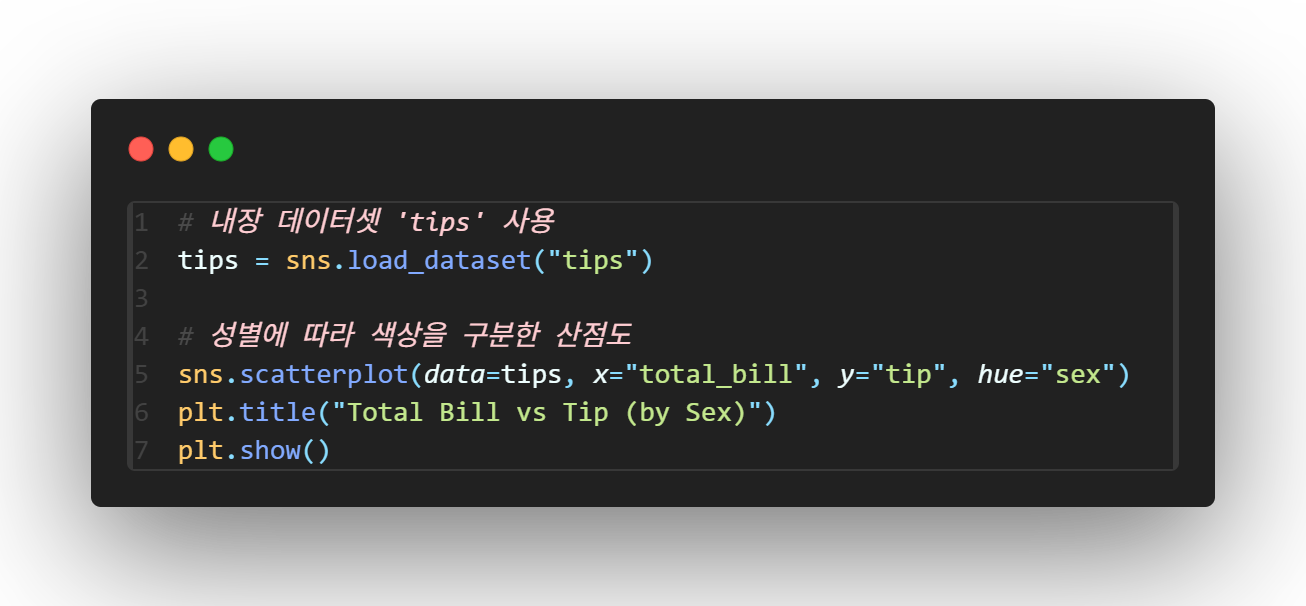 1 # 내장 데이터셋 'tips' 사용
2 tips = sns.load_dataset("tips")
3
4 # 성별에 따라 색상을 구분한 산점도
5 sns.scatterplot(data=tips, x="total_bill", y="tip", hue="sex")
6 plt.title("Total Bill vs Tip (by Sex)")
7 plt.show()